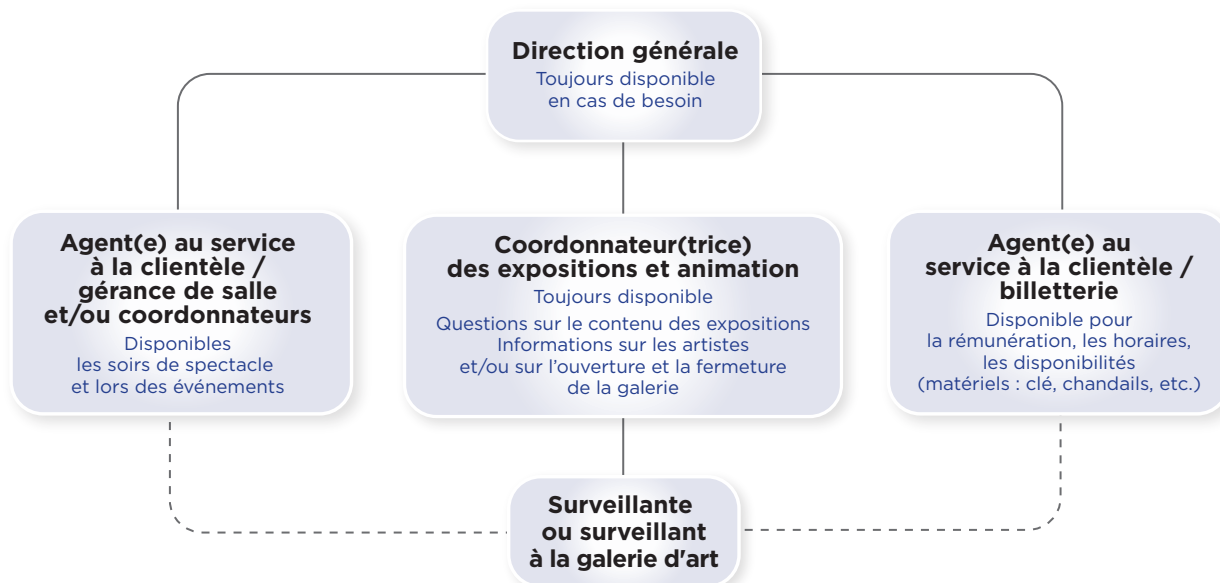 Direction générale
Toujours disponible
en cas de besoin
Agent(e) au service
à la clientèle /
gérance de salle
et/ou coordonnateurs
Disponibles
les soirs de spectacle
et lors des événements
Coordonnateur(trice)
des expositions et animation
Toujours disponible
Questions sur le contenu des expositions
Informations sur les artistes
et/ou sur l’ouverture et la fermeture
de la galerie
Agent(e) au
service à la clientèle /
billetterie
Disponible pour
la rémunération, les horaires,
les disponibilités
(matériels : clé, chandails, etc.)
Surveillante
ou surveillant
à la galerie d'art